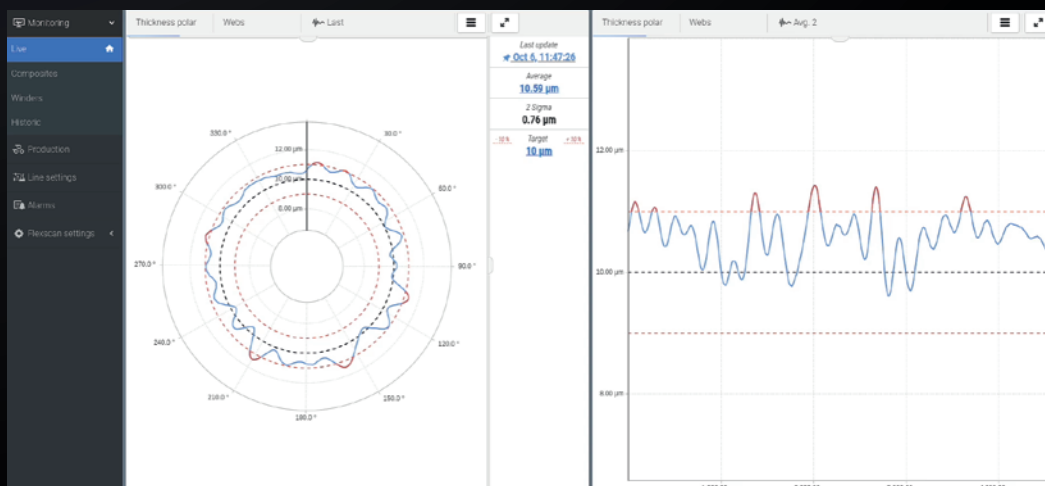 Monitoring
Live
Composites
Winders
Historic
Production
Line settings
Alarms
Flexscan settings
Thickness polar Webs Last
330.0 °
30.0 °
12.00 µm
300.0 °
10.00 µm
60.0 °
8.00 µm
270.0 °
90.0 °
240.0 °
120.0 °
210.0 °
150.0 °
180.0 °
Last update
Oct 6, 11:47:26
Average
10.59 µm
2 Sigma
0.76 µm
-10% Target +10%
10 µm
Thickness polar Webs Avg. 2
12.00 µm
10.00 µm
8.00 µm